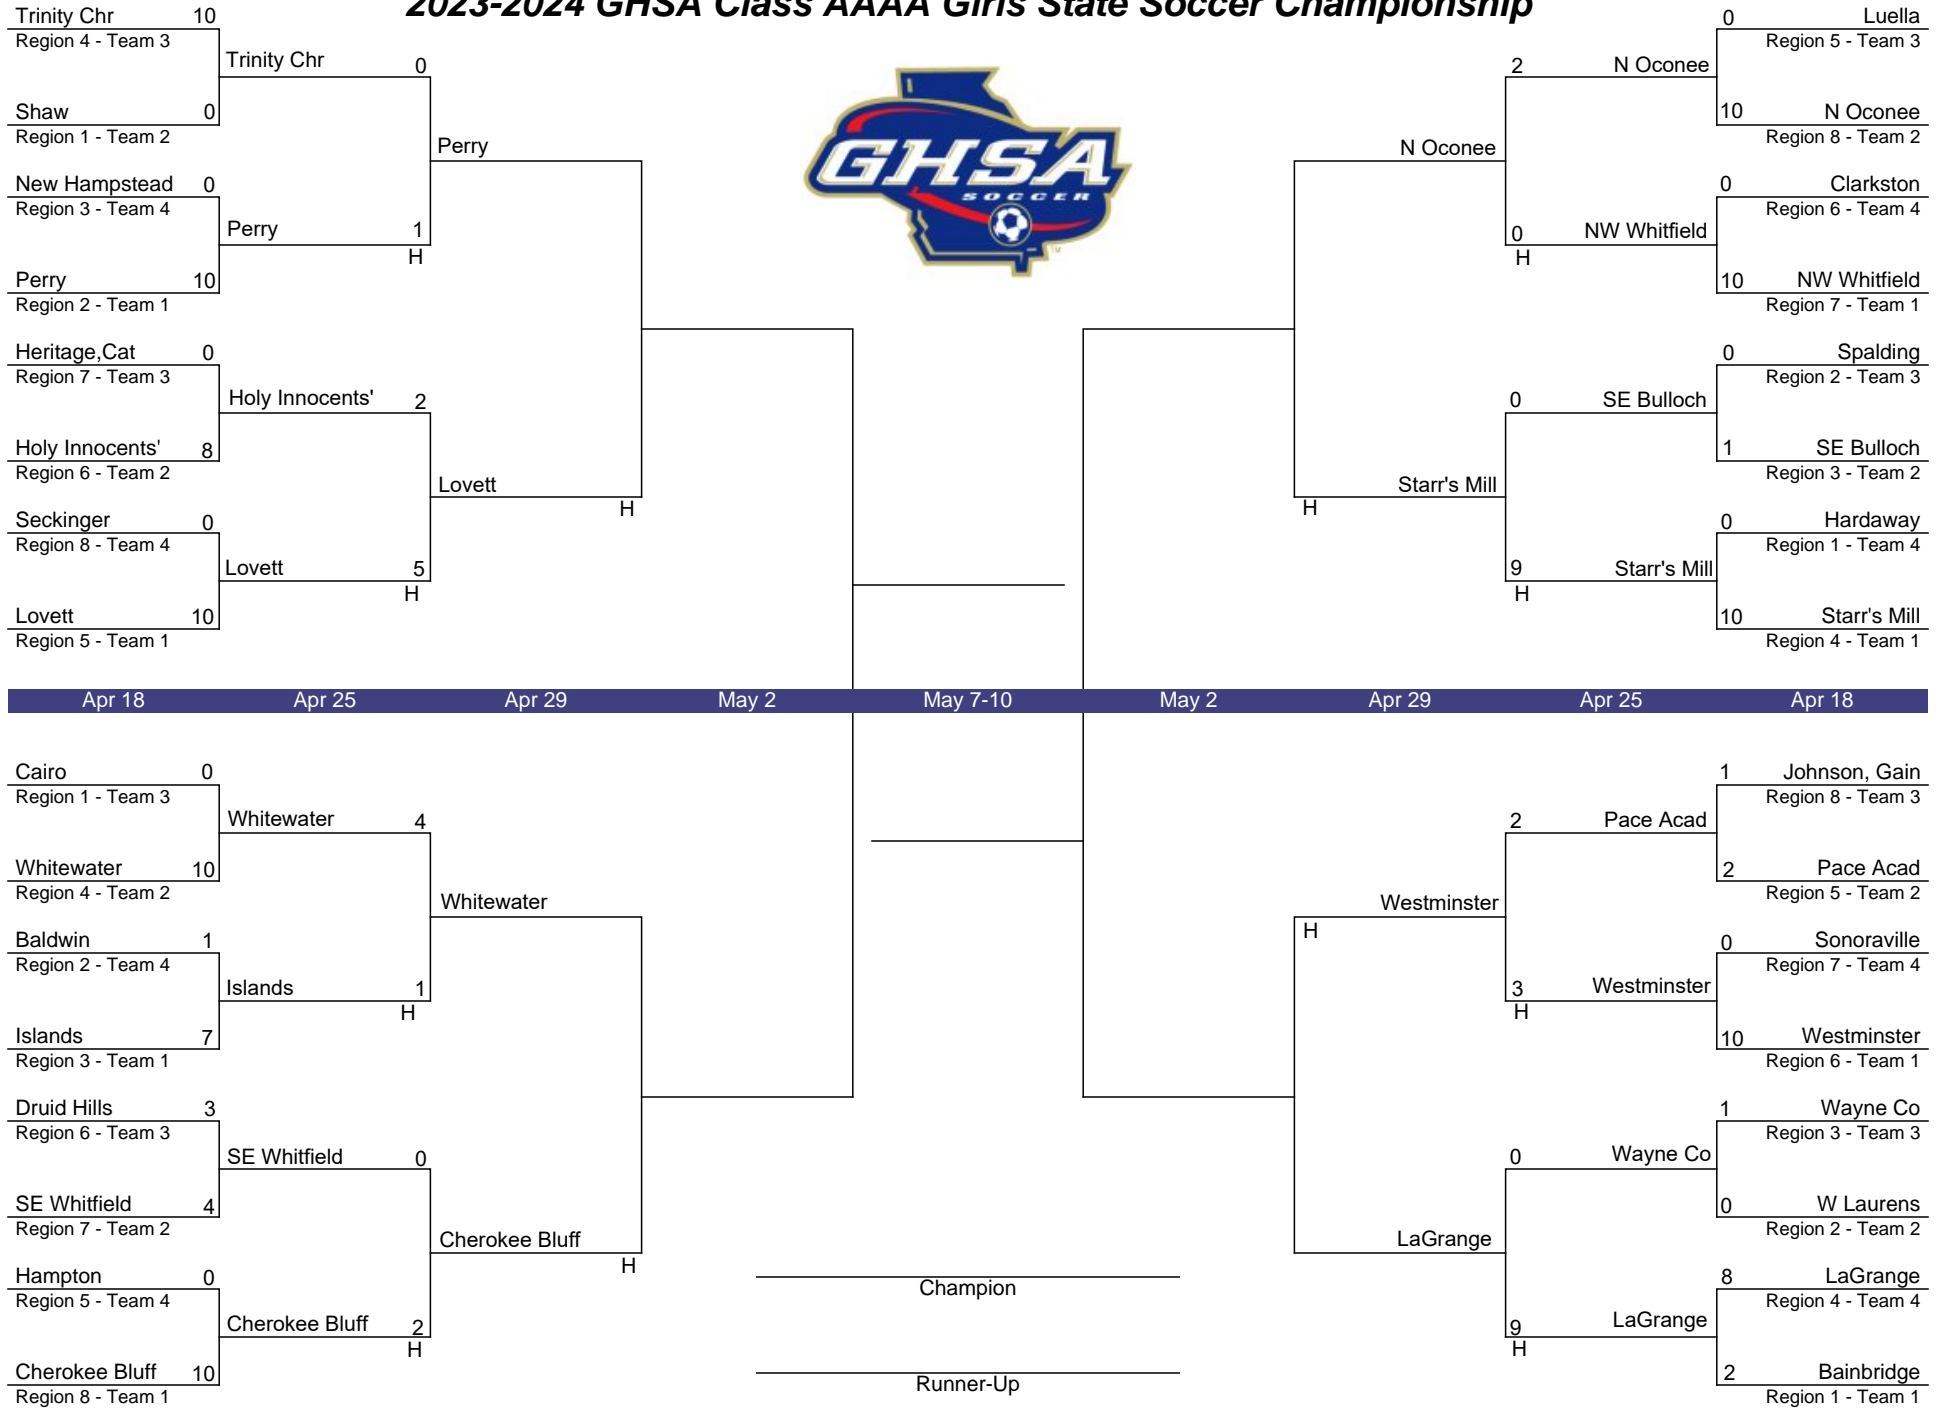 2023-2024 GHSA Class AAAA Girls State Soccer Championship
GHSA
SOCCER
TM
Trinity Chr 10
Region 4 - Team 3
Shaw 0
Region 1 - Team 2
New Hampstead 0
Region 3 - Team 4
Perry 10
Region 2 - Team 1
Heritage,Cat 0
Region 7 - Team 3
Holy Innocents' 8
Region 6 - Team 2
Seckinger 0
Region 8 - Team 4
Lovett 10
Region 5 - Team 1
Trinity Chr 0
Perry 1
H
Holy Innocents' 2
Lovett 5
H
Perry
Lovett
H
N Oconee
Starr's Mill
H
2 N Oconee
0 NW Whitfield
H
0 SE Bulloch
9 Starr's Mill
H
0 Luella
Region 5 - Team 3
10 N Oconee
Region 8 - Team 2
0 Clarkston
Region 6 - Team 4
10 NW Whitfield
Region 7 - Team 1
0 Spalding
Region 2 - Team 3
1 SE Bulloch
Region 3 - Team 2
0 Hardaway
Region 1 - Team 4
10 Starr's Mill
Region 4 - Team 1
Apr 18 Apr 25 Apr 29 May 2 May 7-10 May 2 Apr 29 Apr 25 Apr 18
Cairo 0
Region 1 - Team 3
Whitewater 10
Region 4 - Team 2
Baldwin 1
Region 2 - Team 4
Islands 7
Region 3 - Team 1
Druid Hills 3
Region 6 - Team 3
SE Whitfield 4
Region 7 - Team 2
Hampton 0
Region 5 - Team 4
Cherokee Bluff 10
Region 8 - Team 1
Whitewater 4
Islands 1
H
SE Whitfield 0
Cherokee Bluff 2
H
Whitewater
Cherokee Bluff
H
Champion
Runner-Up
Westminster
H
LaGrange
2 Pace Acad
3 Westminster
H
0 Wayne Co
9 LaGrange
H
1 Johnson, Gain
Region 8 - Team 3
2 Pace Acad
Region 5 - Team 2
0 Sonoraville
Region 7 - Team 4
10 Westminster
Region 6 - Team 1
1 Wayne Co
Region 3 - Team 3
0 W Laurens
Region 2 - Team 2
8 LaGrange
Region 4 - Team 4
2 Bainbridge
Region 1 - Team 1